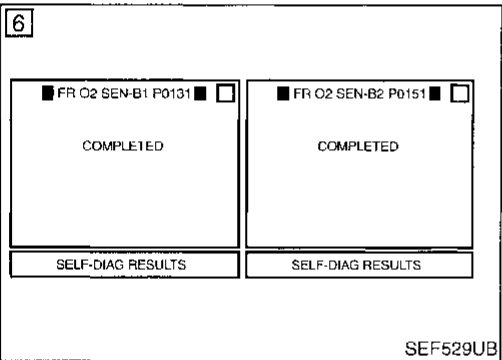 6
FR O2 SEN-B1 P0131
COMPLETED
SELF-DIAG RESULTS
FR O2 SEN-B2 P0151
COMPLETED
SELF-DIAG RESULTS
SEF529UB